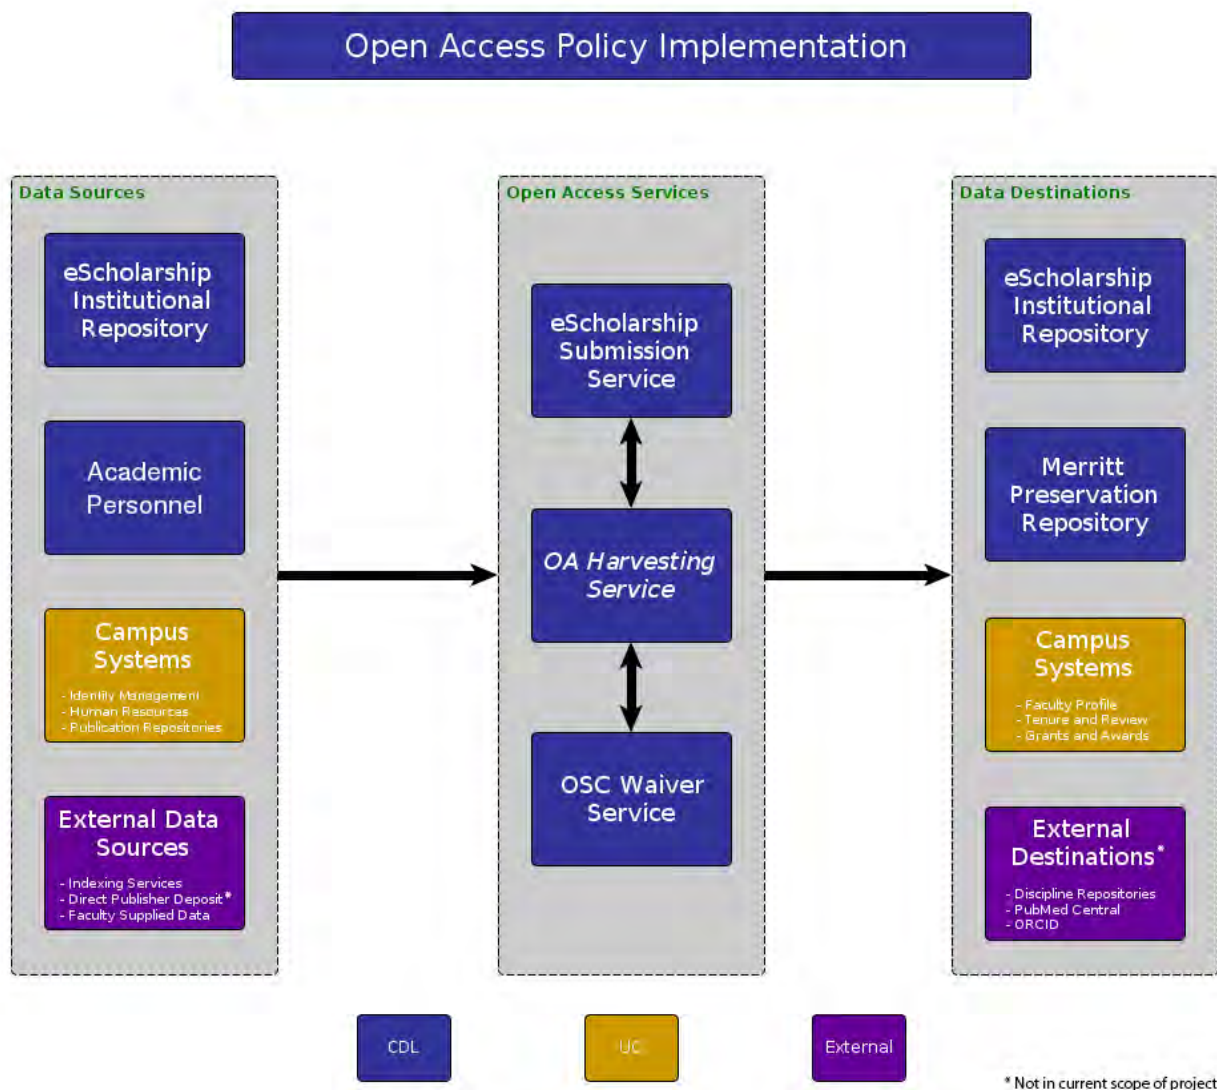 Open Access Policy Implementation
Data Sources
eScholarship
Institutional
Repository
Academic
Personnel
Campus
Systems
- Identity Management
- Human Resources
- Publication Repositories
External Data
Sources
- Indexing Services
- Direct Publisher Deposit*
- Faculty Supplied Data
Open Access Services
eScholarship
Submission
Service
OA Harvesting
Service
OSC Waiver
Service
Data Destinations
eScholarship
Institutional
Repository
Merritt
Preservation
Repository
Campus
Systems
- Faculty Profile
- Tenure and Review
- Grants and Awards
External
Destinations*
- Discipline Repositories
- PubMed Central
- ORCID
CDL
UC
External
* Not in current scope of project